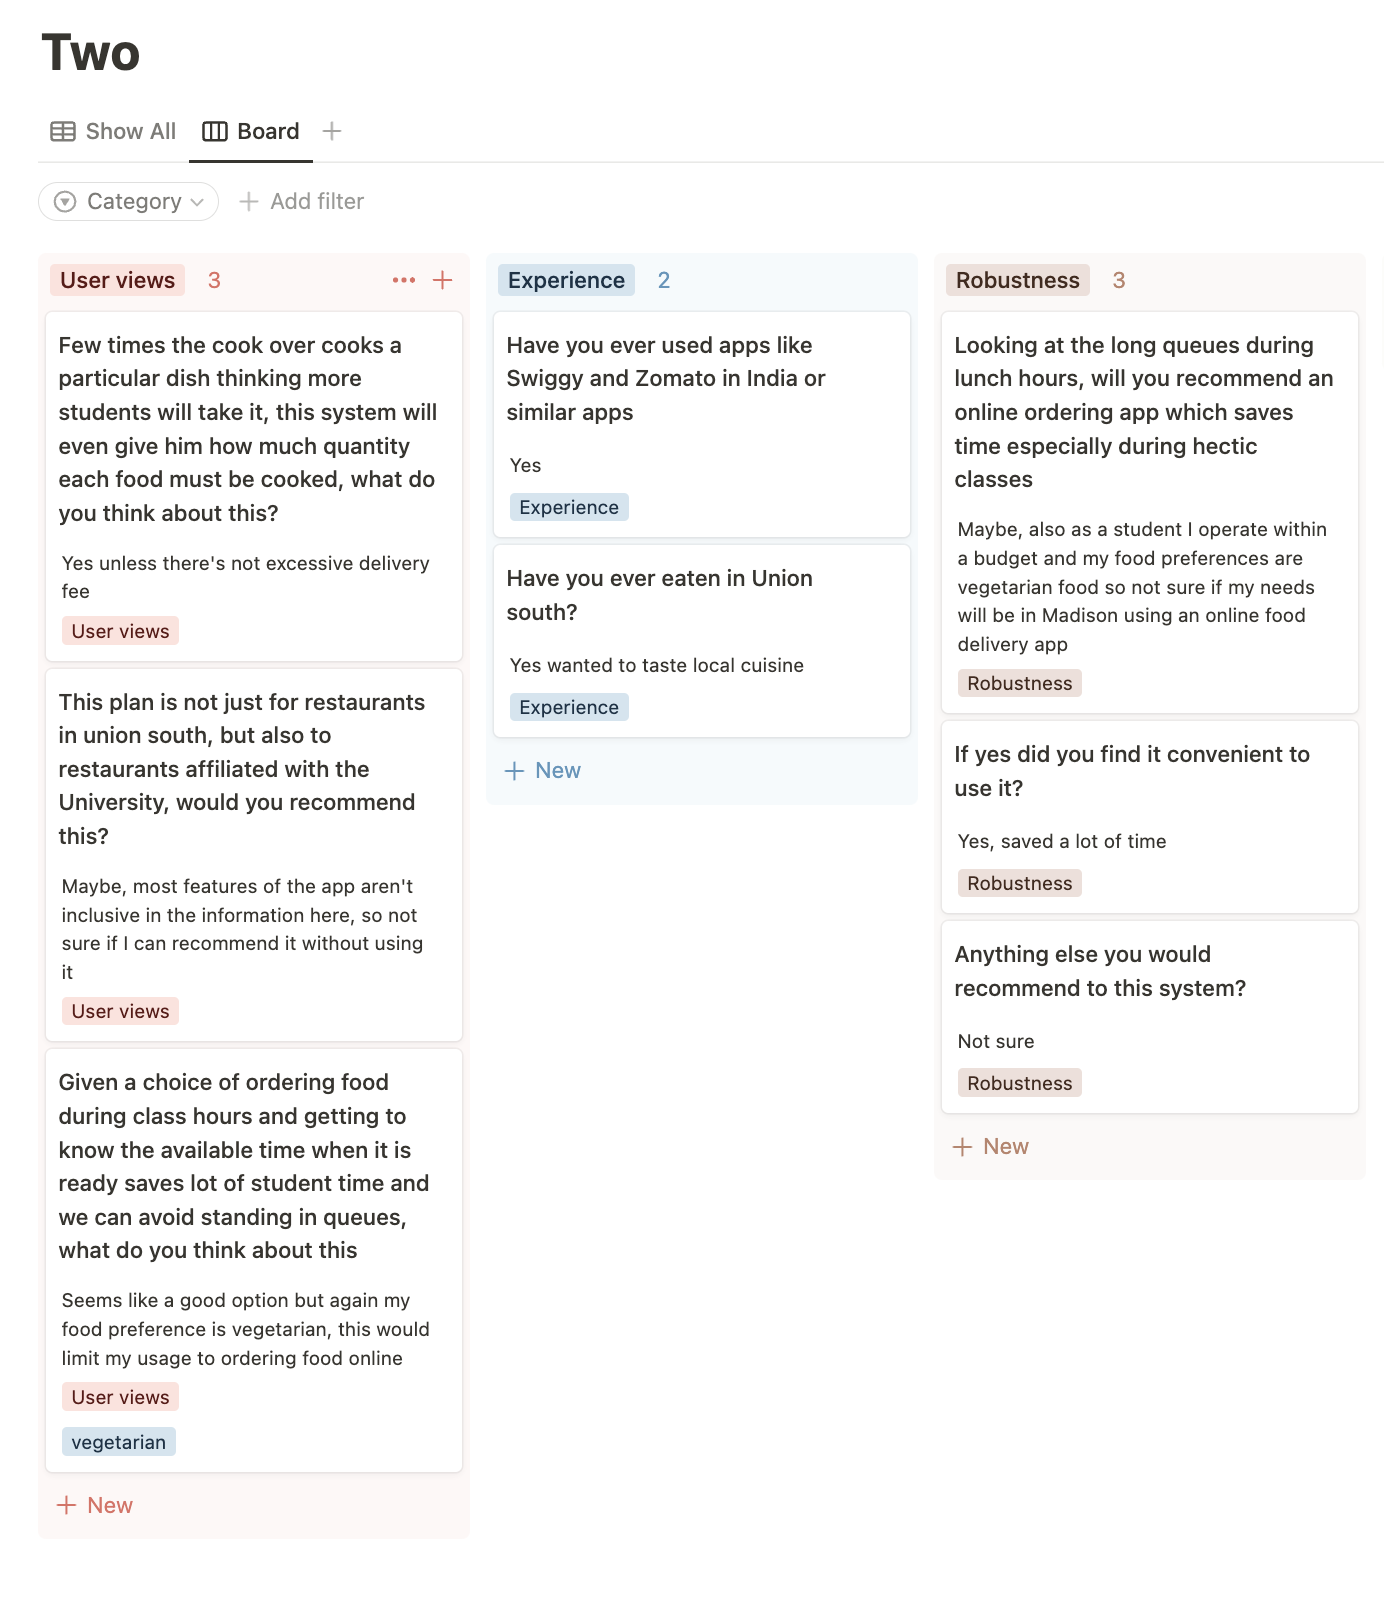 Two
Show All
Board
Category
Add filter
User views 3
Few times the cook over cooks a
particular dish thinking more
students will take it, this system will
even give him how much quantity
each food must be cooked, what do
you think about this?
Yes unless there's not excessive delivery
fee
User views
This plan is not just for restaurants
in union south, but also to
restaurants affiliated with the
University, would you recommend
this?
Maybe, most features of the app aren't
inclusive in the information here, so not
sure if I can recommend it without using
it
User views
Given a choice of ordering food
during class hours and getting to
know the available time when it is
ready saves lot of student time and
we can avoid standing in queues,
what do you think about this
Seems like a good option but again my
food preference is vegetarian, this would
limit my usage to ordering food online
User views
vegetarian
New
Experience 2
Have you ever used apps like
Swiggy and Zomato in India or
similar apps
Yes
Experience
Have you ever eaten in Union
south?
Yes wanted to taste local cuisine
Experience
New
Robustness 3
Looking at the long queues during
lunch hours, will you recommend an
online ordering app which saves
time especially during hectic
classes
Maybe, also as a student I operate within
a budget and my food preferences are
vegetarian food so not sure if my needs
will be in Madison using an online food
delivery app
Robustness
If yes did you find it convenient to
use it?
Yes, saved a lot of time
Robustness
Anything else you would
recommend to this system?
Not sure
Robustness
New